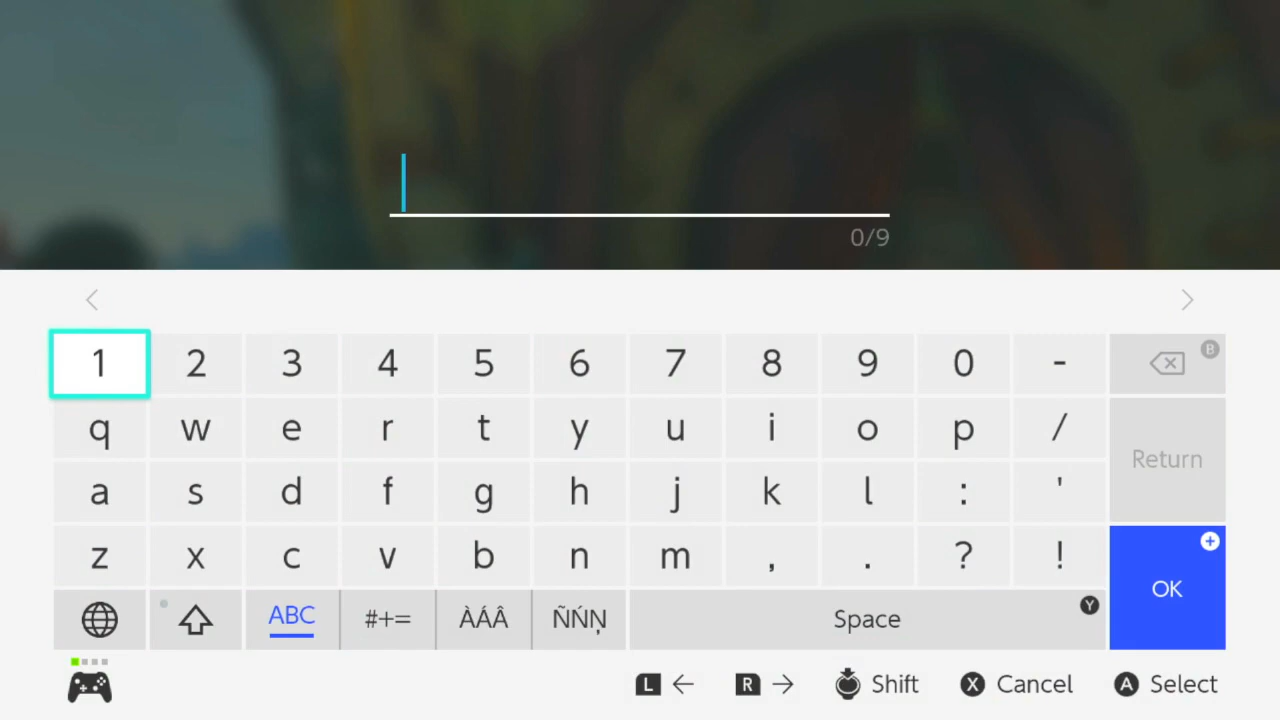 0/9
1 2 3 4 5 6 7 8 9 0 - B
q w e r t y u i o p /
Return
a s d f g h j k l : '
z x c v b n m , . ? !
OK
ABC #+= ÀÁÂ ÑŃŅ Space Y
L ← R → Shift X Cancel A Select